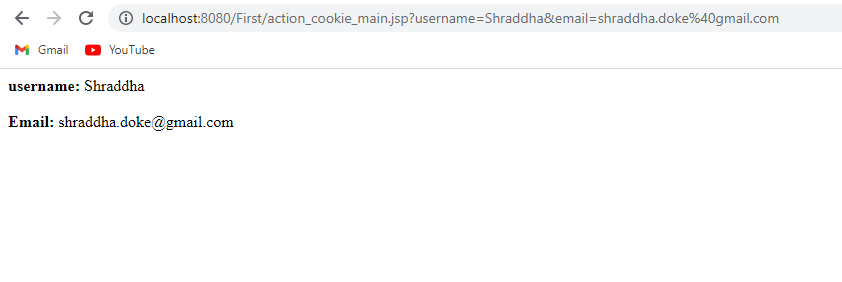 localhost:8080/First/action_cookie_main.jsp?username=Shraddha&email=shraddha.doke%40gmail.com
Gmail YouTube
username: Shraddha
Email: shraddha.doke@gmail.com